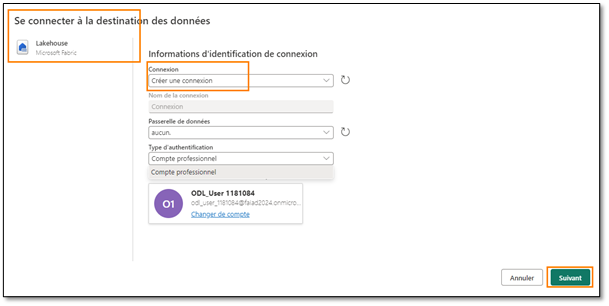 Se connecter à la destination des données
Lakehouse
Microsoft Fabric
Informations d'identification de connexion
Connexion
Créer une connexion
Nom de la connexion
Connexion
Passerelle de données
aucun.
Type d'authentification
Compte professionnel
Compte professionnel
O1
ODL_User 1181084
odl_user_1181084@faiad2024.onmicro...
Changer de compte
Annuler
Suivant